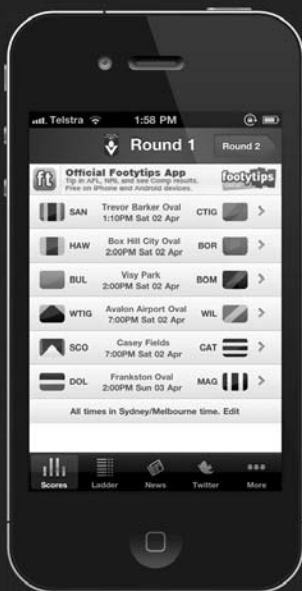 Telstra 1:58 PM
Round 1 Round 2
ft Official Footytips App footytips
Tip in AFL, NRL and see Comp results.
Free on iPhone and Android devices.
SAN Trevor Barker Oval CTIG
1:10PM Sat 02 Apr
HAW Box Hill City Oval BOR
2:00PM Sat 02 Apr
BUL Visy Park BOM
2:00PM Sat 02 Apr
WTIG Avalon Airport Oval WIL
7:00PM Sat 02 Apr
SCO Casey Fields CAT
7:00PM Sat 02 Apr
DOL Frankston Oval MAG
2:00PM Sun 03 Apr
All times in Sydney/Melbourne time. Edit
Scores Ladder News Twitter More